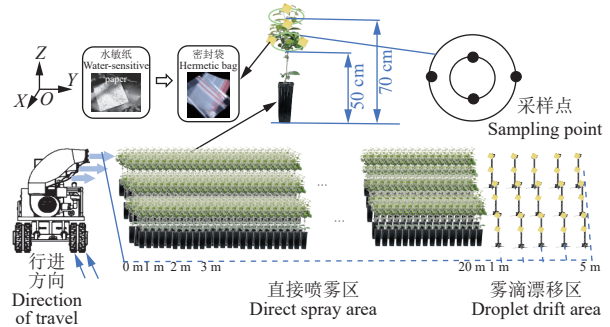 Z
Y
X
O
水敏纸
Water-sensitive
paper
密封袋
Hermetic bag
50 cm
70 cm
采样点
Sampling point
...
...
行进
方向
Direction
of travel
0 m 1 m 2 m 3 m
20 m 1 m 5 m
直接喷雾区
Direct spray area
雾滴漂移区
Droplet drift area